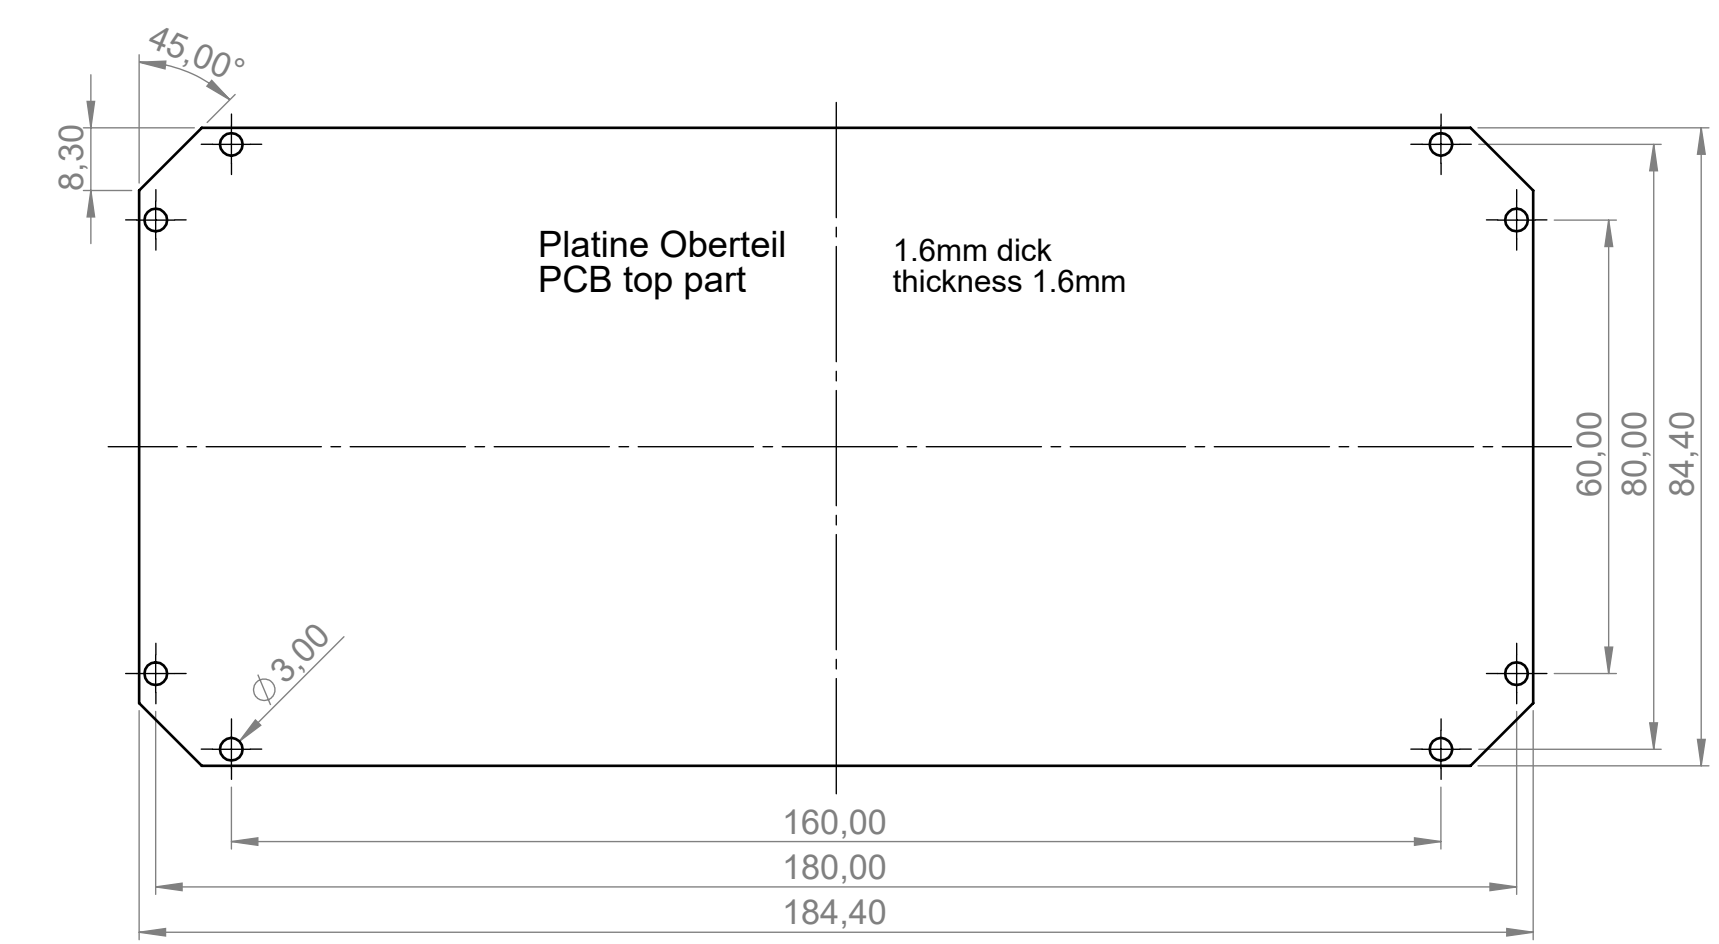 45,00°
8,30
Platine Oberteil
PCB top part
1.6mm dick
thickness 1.6mm
60,00
80,00
84,40
⌀3,00
160,00
180,00
184,40